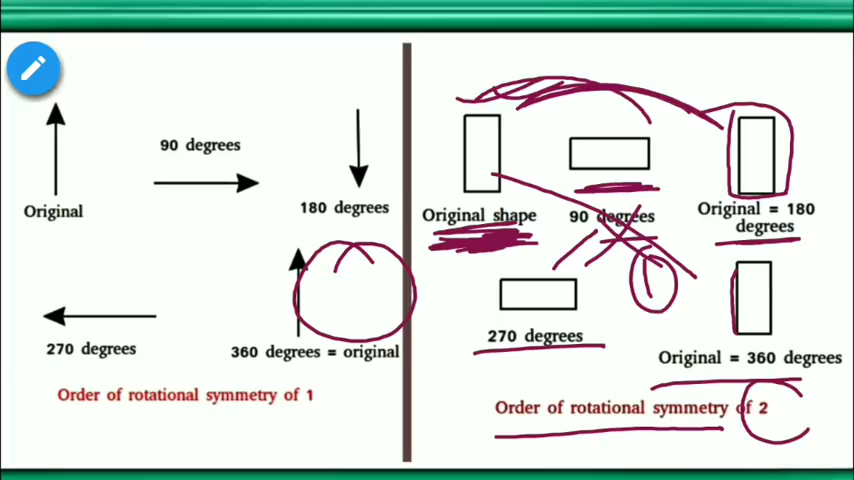 90 degrees
Original
180 degrees
270 degrees
360 degrees = original
Order of rotational symmetry of 1
Original shape
90 degrees
Original = 180
degrees
270 degrees
Original = 360 degrees
Order of rotational symmetry of 2